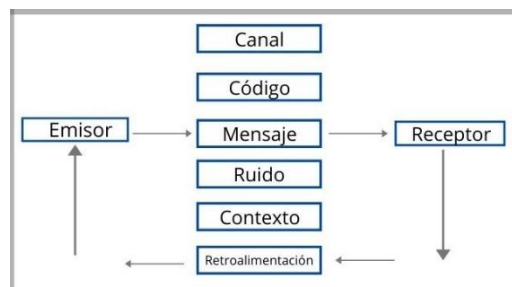 Canal
Código
Emisor
Mensaje
Receptor
Ruido
Contexto
Retroalimentación